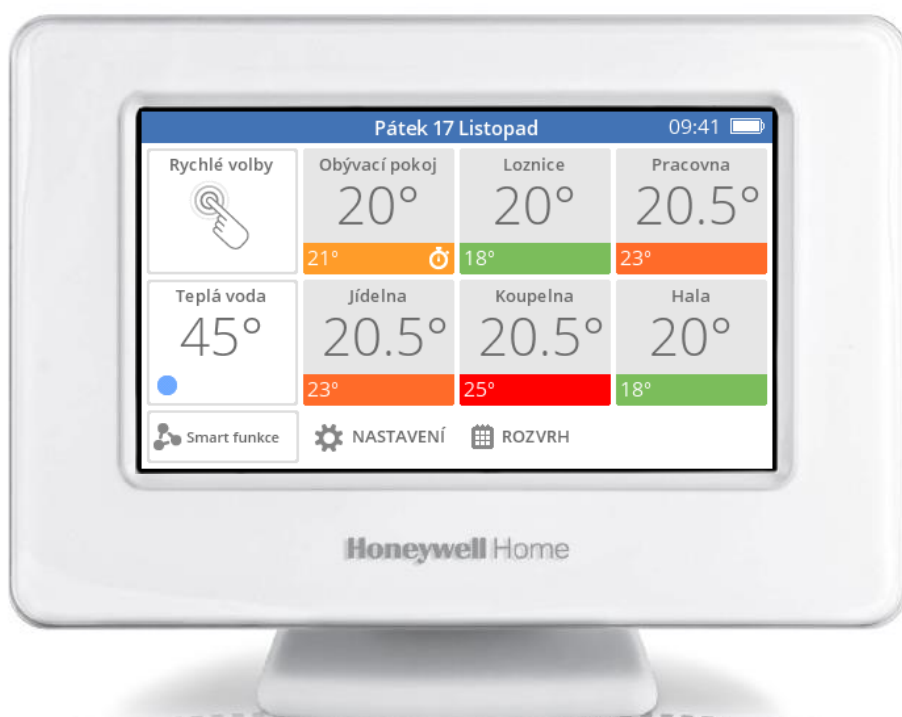 Pátek 17 Listopad 09:41
Rychlé volby
Obývací pokoj
20°
21°
Loznice
20°
18°
Pracovna
20.5°
23°
Teplá voda
45°
Jídelna
20.5°
23°
Koupelna
20.5°
25°
Hala
20°
18°
Smart funkce
NASTAVENÍ
ROZVRH
Honeywell Home